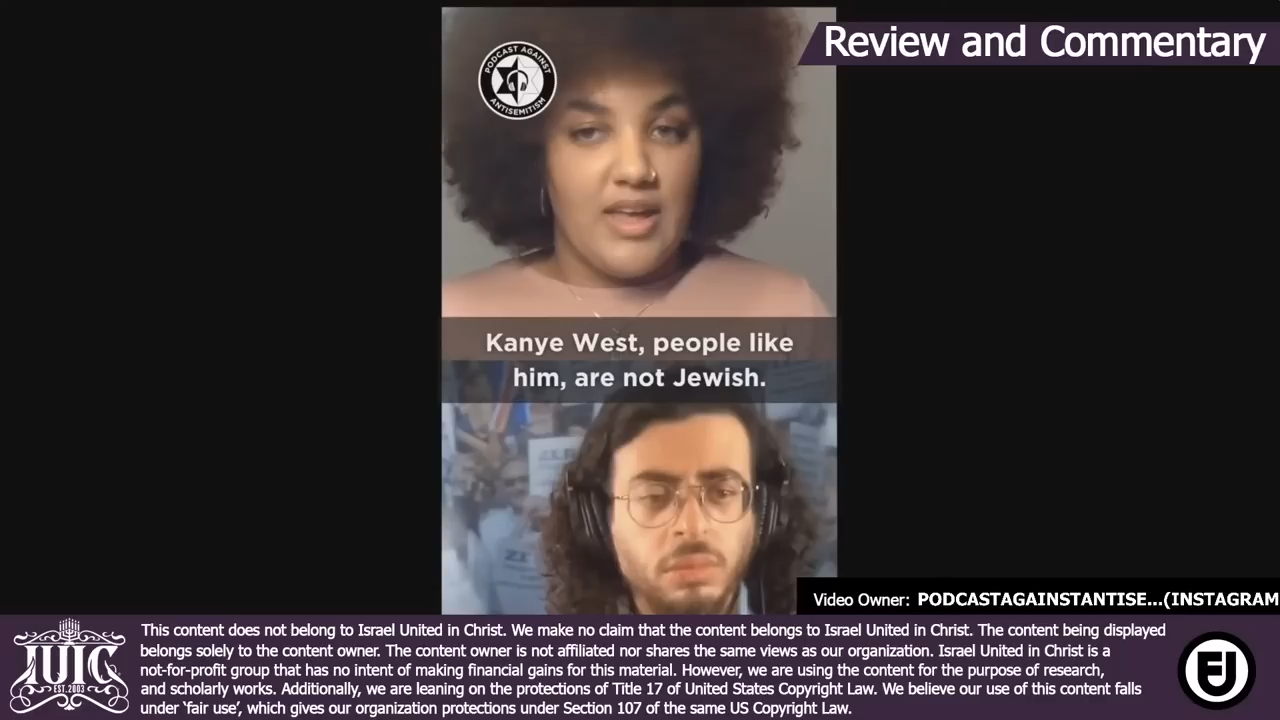 Review and Commentary
PODCAST AGAINST
ANTISEMITISM
Kanye West, people like
him, are not Jewish.
Video Owner: PODCASTAGAINSTANTISE...(INSTAGRAM
This content does not belong to Israel United in Christ. We make no claim that the content belongs to Israel United in Christ. The content being displayed
belongs solely to the content owner. The content owner is not affiliated nor shares the same views as our organization. Israel United in Christ is a
not-for-profit group that has no intent of making financial gains for this material. However, we are using the content for the purpose of research,
and scholarly works. Additionally, we are leaning on the protections of Title 17 of United States Copyright Law. We believe our use of this content falls
under ‘fair use’, which gives our organization protections under Section 107 of the same US Copyright Law.
IUIC
EST. 2003